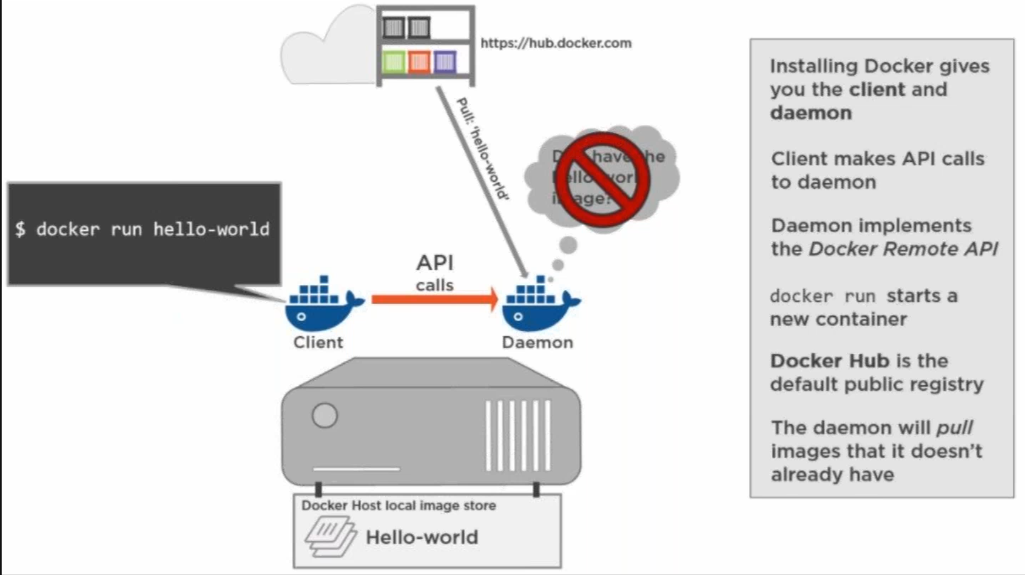 https://hub.docker.com
Pull: 'hello-world'
$ docker run hello-world
API
calls
Client
Daemon
Docker Host local image store
Hello-world
Installing Docker gives
you the client and
daemon
Client makes API calls
to daemon
Daemon implements
the Docker Remote API
docker run starts a
new container
Docker Hub is the
default public registry
The daemon will pull
images that it doesn't
already have